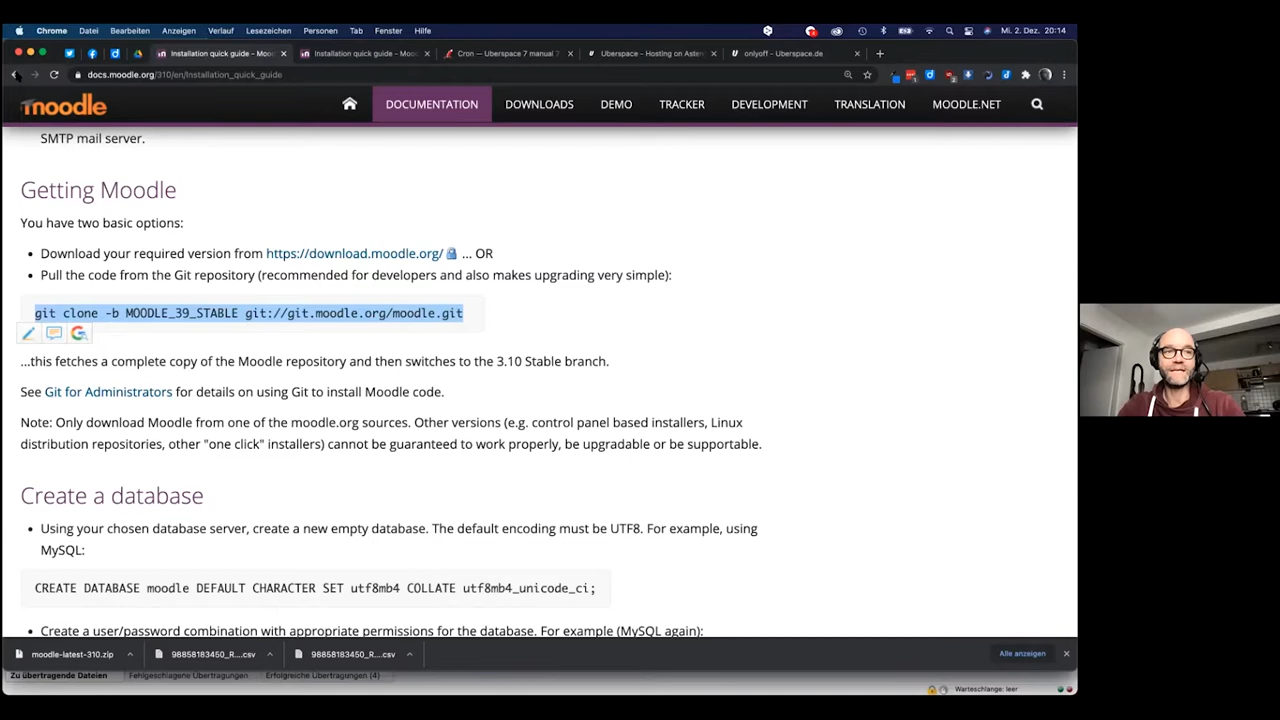 Chrome Datei Bearbeiten Anzeigen Verlauf Lesezeichen Personen Tab Fenster Hilfe Mi. 2. Dez. 20:14
Installation quick guide - Moo Installation quick guide - Moo Cron — Uberspace 7 manual 7 Uberspace - Hosting on Aster onlyoff - Uberspace.de
docs.moodle.org/310/en/Installation_quick_guide
moodle DOCUMENTATION DOWNLOADS DEMO TRACKER DEVELOPMENT TRANSLATION MOODLE.NET
SMTP mail server.
Getting Moodle
You have two basic options:
• Download your required version from https://download.moodle.org/ ... OR
• Pull the code from the Git repository (recommended for developers and also makes upgrading very simple):
git clone -b MOODLE_39_STABLE git://git.moodle.org/moodle.git
...this fetches a complete copy of the Moodle repository and then switches to the 3.10 Stable branch.
See Git for Administrators for details on using Git to install Moodle code.
Note: Only download Moodle from one of the moodle.org sources. Other versions (e.g. control panel based installers, Linux
distribution repositories, other "one click" installers) cannot be guaranteed to work properly, be upgradable or be supportable.
Create a database
• Using your chosen database server, create a new empty database. The default encoding must be UTF8. For example, using
MySQL:
CREATE DATABASE moodle DEFAULT CHARACTER SET utf8mb4 COLLATE utf8mb4_unicode_ci;
• Create a user/password combination with appropriate permissions for the database. For example (MySQL again):
moodle-latest-310.zip 98858183450_R....csv 98858183450_R....csv Alle anzeigen
Zu übertragende Dateien Fehlgeschlagene Übertragungen Erfolgreiche Übertragungen (4)
Warteschlange: leer